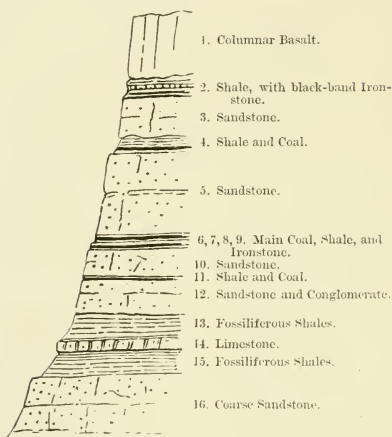 1. Columnar Basalt.
2. Shale, with black-band Iron-
stone.
3. Sandstone.
4. Shale and Coal.
5. Sandstone.
6, 7, 8, 9. Main Coal, Shale, and
Ironstone.
10. Sandstone.
11. Shale and Coal.
12. Sandstone and Conglomerate.
13. Fossiliferous Shales.
14. Limestone.
15. Fossiliferous Shales.
16. Coarse Sandstone.